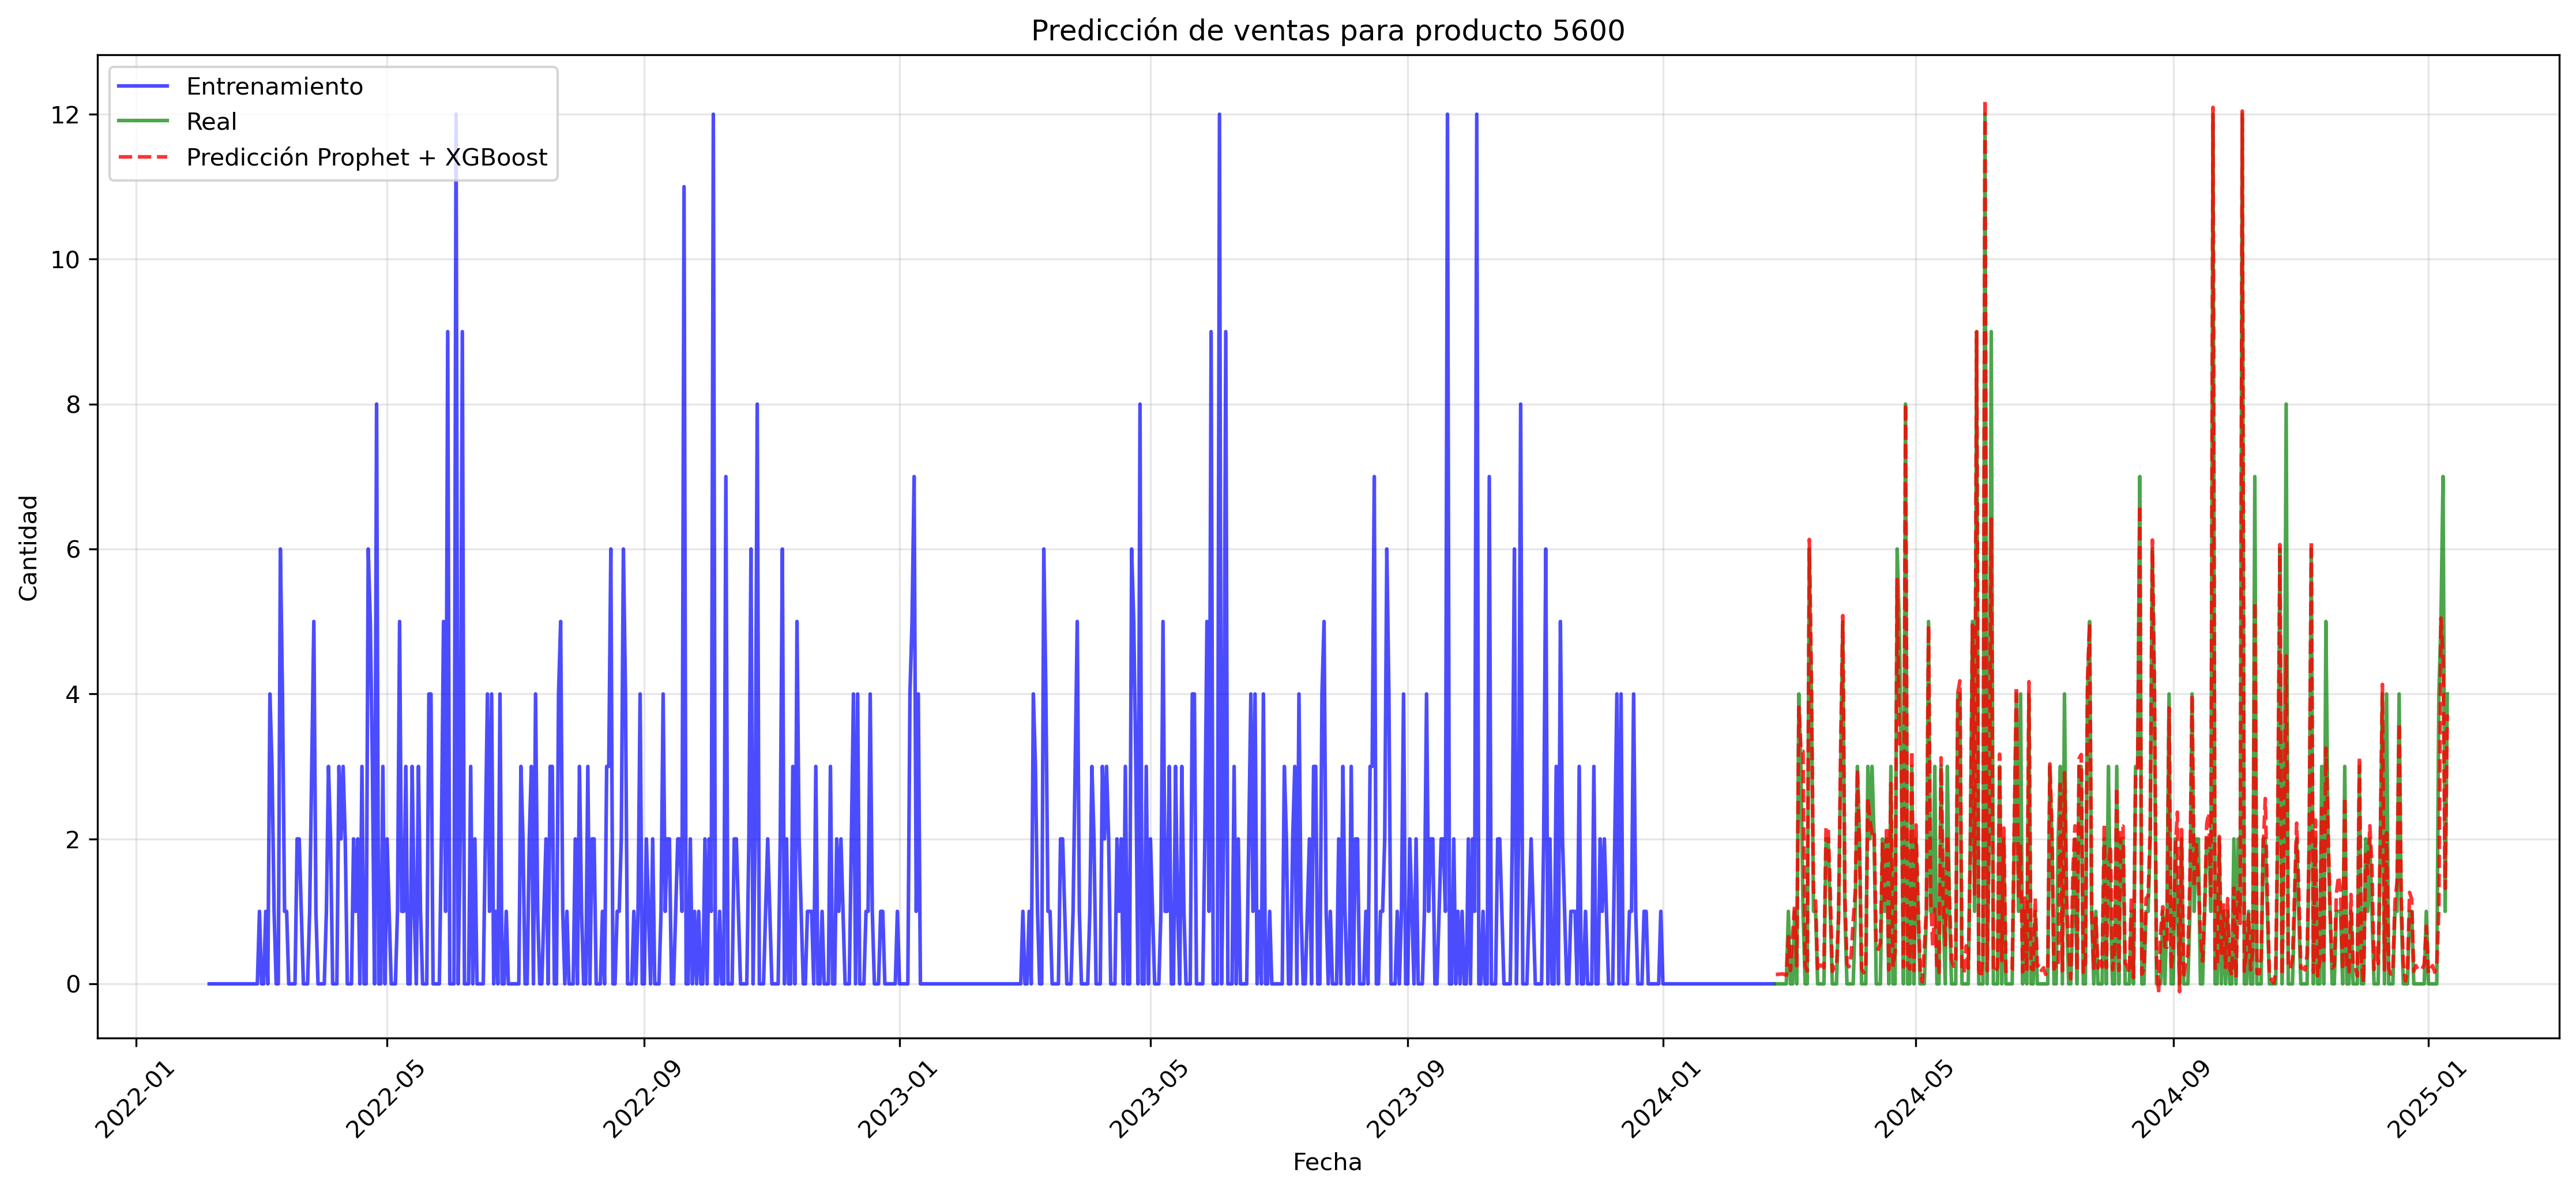 Predicción de ventas para producto 5600
Entrenamiento
Real
Predicción Prophet + XGBoost
Cantidad
12
10
8
6
4
2
0
2022-01
2022-05
2022-09
2023-01
2023-05
2023-09
2024-01
2024-05
2024-09
2025-01
Fecha